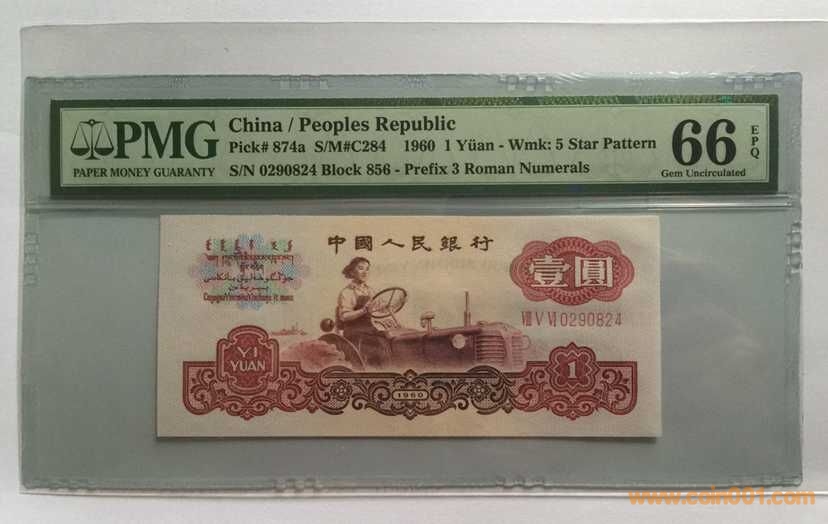 PMG
PAPER MONEY GUARANTY
China / Peoples Republic
Pick# 874a S/M#C284 1960 1 Yüan - Wmk: 5 Star Pattern
S/N 0290824 Block 856 - Prefix 3 Roman Numerals
66
EPQ
Gem Uncirculated
中國人民銀行
壹圓
VIII V VI 0290824
YI
YUAN
1960
1
www.coin001.com